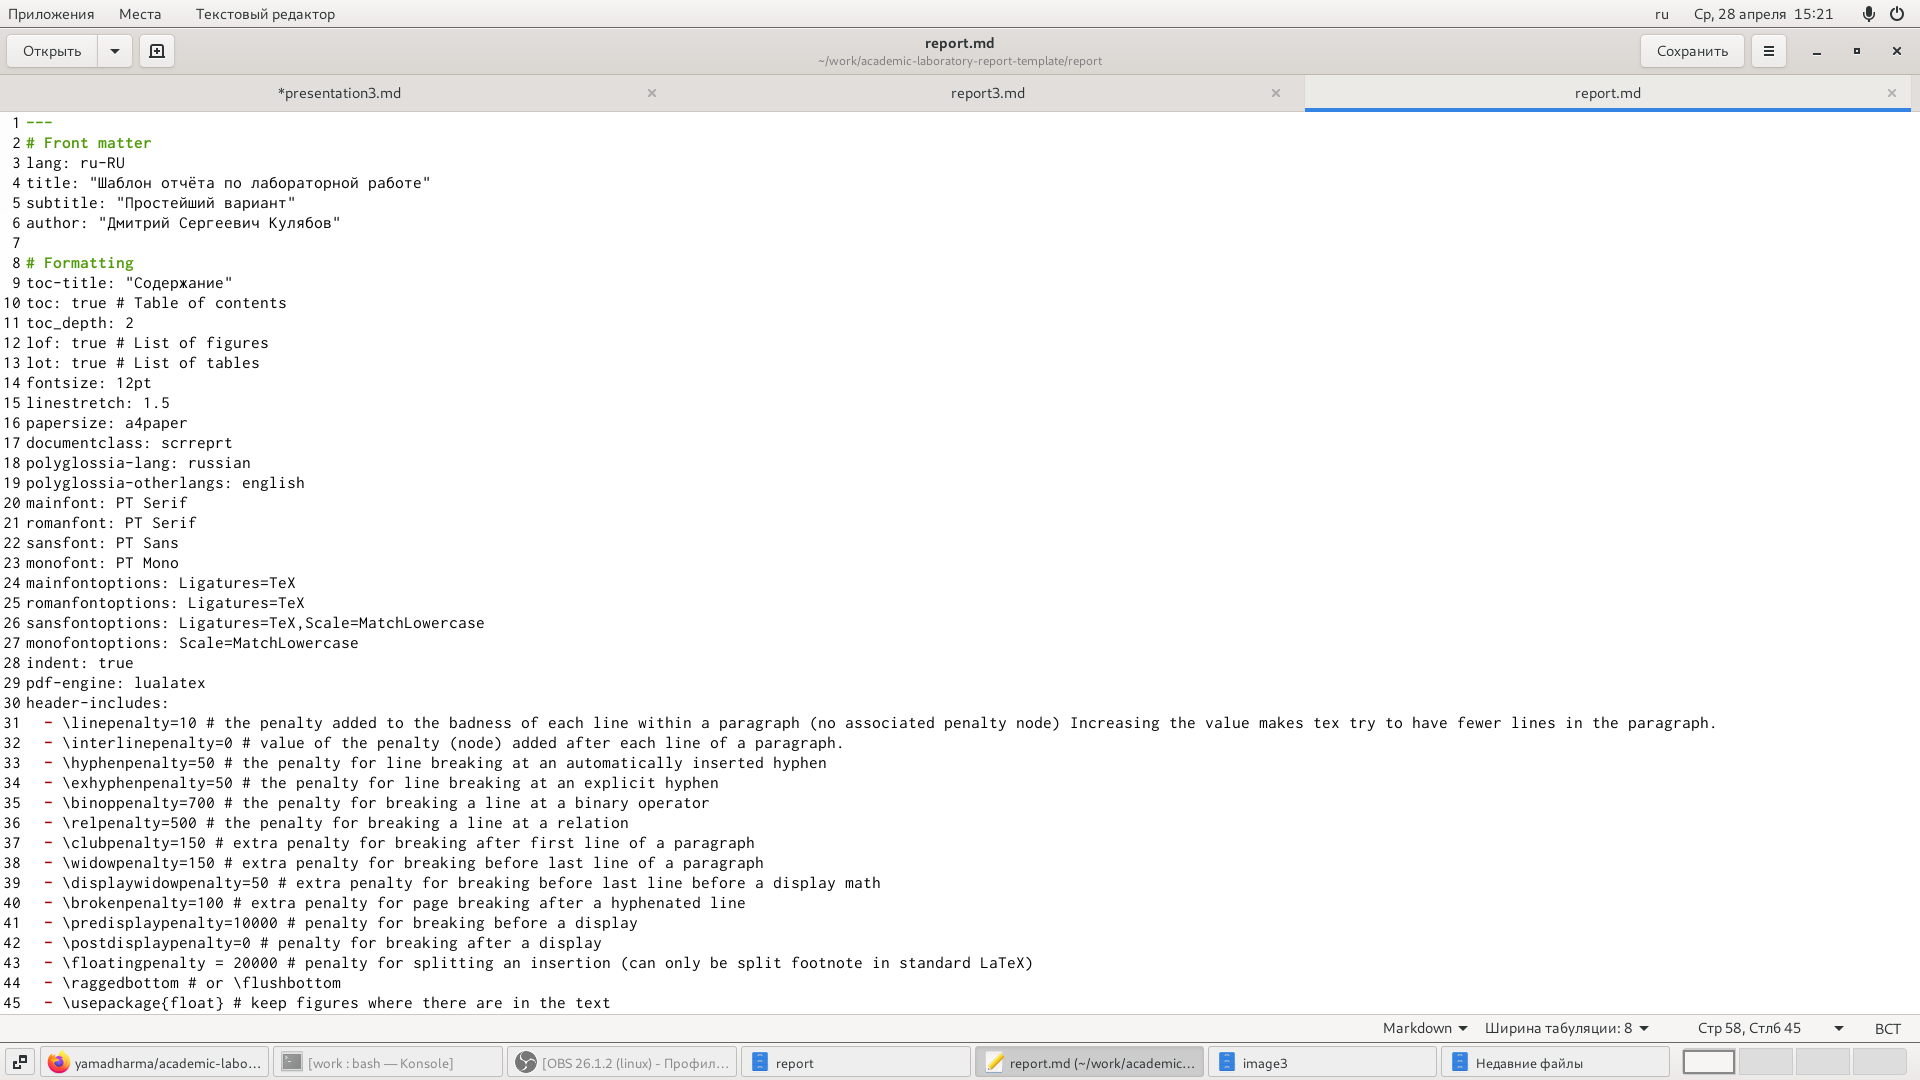 Приложения Места Текстовый редактор ru Ср, 28 апреля 15:21
Открыть report.md Сохранить
~/work/academic-laboratory-report-template/report
*presentation3.md report3.md report.md
1 ---
2 # Front matter
3 lang: ru-RU
4 title: "Шаблон отчёта по лабораторной работе"
5 subtitle: "Простейший вариант"
6 author: "Дмитрий Сергеевич Кулябов"
7
8 # Formatting
9 toc-title: "Содержание"
10 toc: true # Table of contents
11 toc_depth: 2
12 lof: true # List of figures
13 lot: true # List of tables
14 fontsize: 12pt
15 linestretch: 1.5
16 papersize: a4paper
17 documentclass: scrreprt
18 polyglossia-lang: russian
19 polyglossia-otherlangs: english
20 mainfont: PT Serif
21 romanfont: PT Serif
22 sansfont: PT Sans
23 monofont: PT Mono
24 mainfontoptions: Ligatures=TeX
25 romanfontoptions: Ligatures=TeX
26 sansfontoptions: Ligatures=TeX,Scale=MatchLowercase
27 monofontoptions: Scale=MatchLowercase
28 indent: true
29 pdf-engine: lualatex
30 header-includes:
31   - \linepenalty=10 # the penalty added to the badness of each line within a paragraph (no associated penalty node) Increasing the value makes tex try to have fewer lines in the paragraph.
32   - \interlinepenalty=0 # value of the penalty (node) added after each line of a paragraph.
33   - \hyphenpenalty=50 # the penalty for line breaking at an automatically inserted hyphen
34   - \exhyphenpenalty=50 # the penalty for line breaking at an explicit hyphen
35   - \binoppenalty=700 # the penalty for breaking a line at a binary operator
36   - \relpenalty=500 # the penalty for breaking a line at a relation
37   - \clubpenalty=150 # extra penalty for breaking after first line of a paragraph
38   - \widowpenalty=150 # extra penalty for breaking before last line of a paragraph
39   - \displaywidowpenalty=50 # extra penalty for breaking before last line before a display math
40   - \brokenpenalty=100 # extra penalty for page breaking after a hyphenated line
41   - \predisplaypenalty=10000 # penalty for breaking before a display
42   - \postdisplaypenalty=0 # penalty for breaking after a display
43   - \floatingpenalty = 20000 # penalty for splitting an insertion (can only be split footnote in standard LaTeX)
44   - \raggedbottom # or \flushbottom
45   - \usepackage{float} # keep figures where there are in the text
Markdown Ширина табуляции: 8 Стр 58, Стлб 45 ВСТ
yamadharma/academic-labo… [work : bash — Konsole] [OBS 26.1.2 (linux) - Профил… report report.md (~/work/academic… image3 Недавние файлы